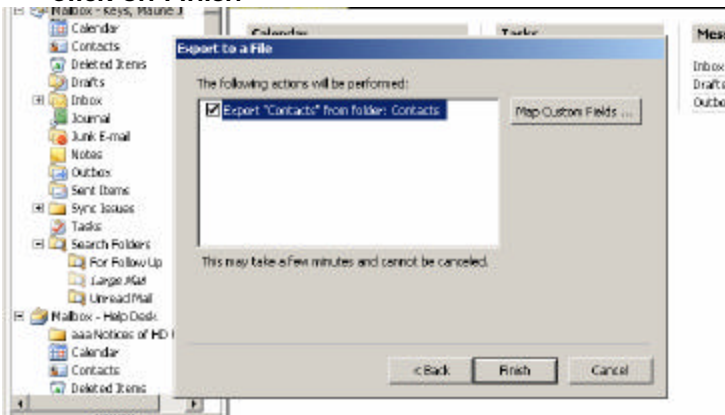 Click on Finish
Mailbox - Keys, Maurie J
Calendar
Contacts
Deleted Items
Drafts
Inbox
Journal
Junk E-mail
Notes
Outbox
Sent Items
Sync Issues
Tasks
Search Folders
For Follow Up
Large Mail
Unread Mail
Mailbox - Help Desk
aaa Notices of HD
Calendar
Contacts
Deleted Items
Calendar
Tasks
Mess
Inbox
Drafts
Outbo
Export to a File
The following actions will be performed:
Export "Contacts" from folder: Contacts
Map Custom Fields ...
This may take a few minutes and cannot be canceled.
< Back
Finish
Cancel